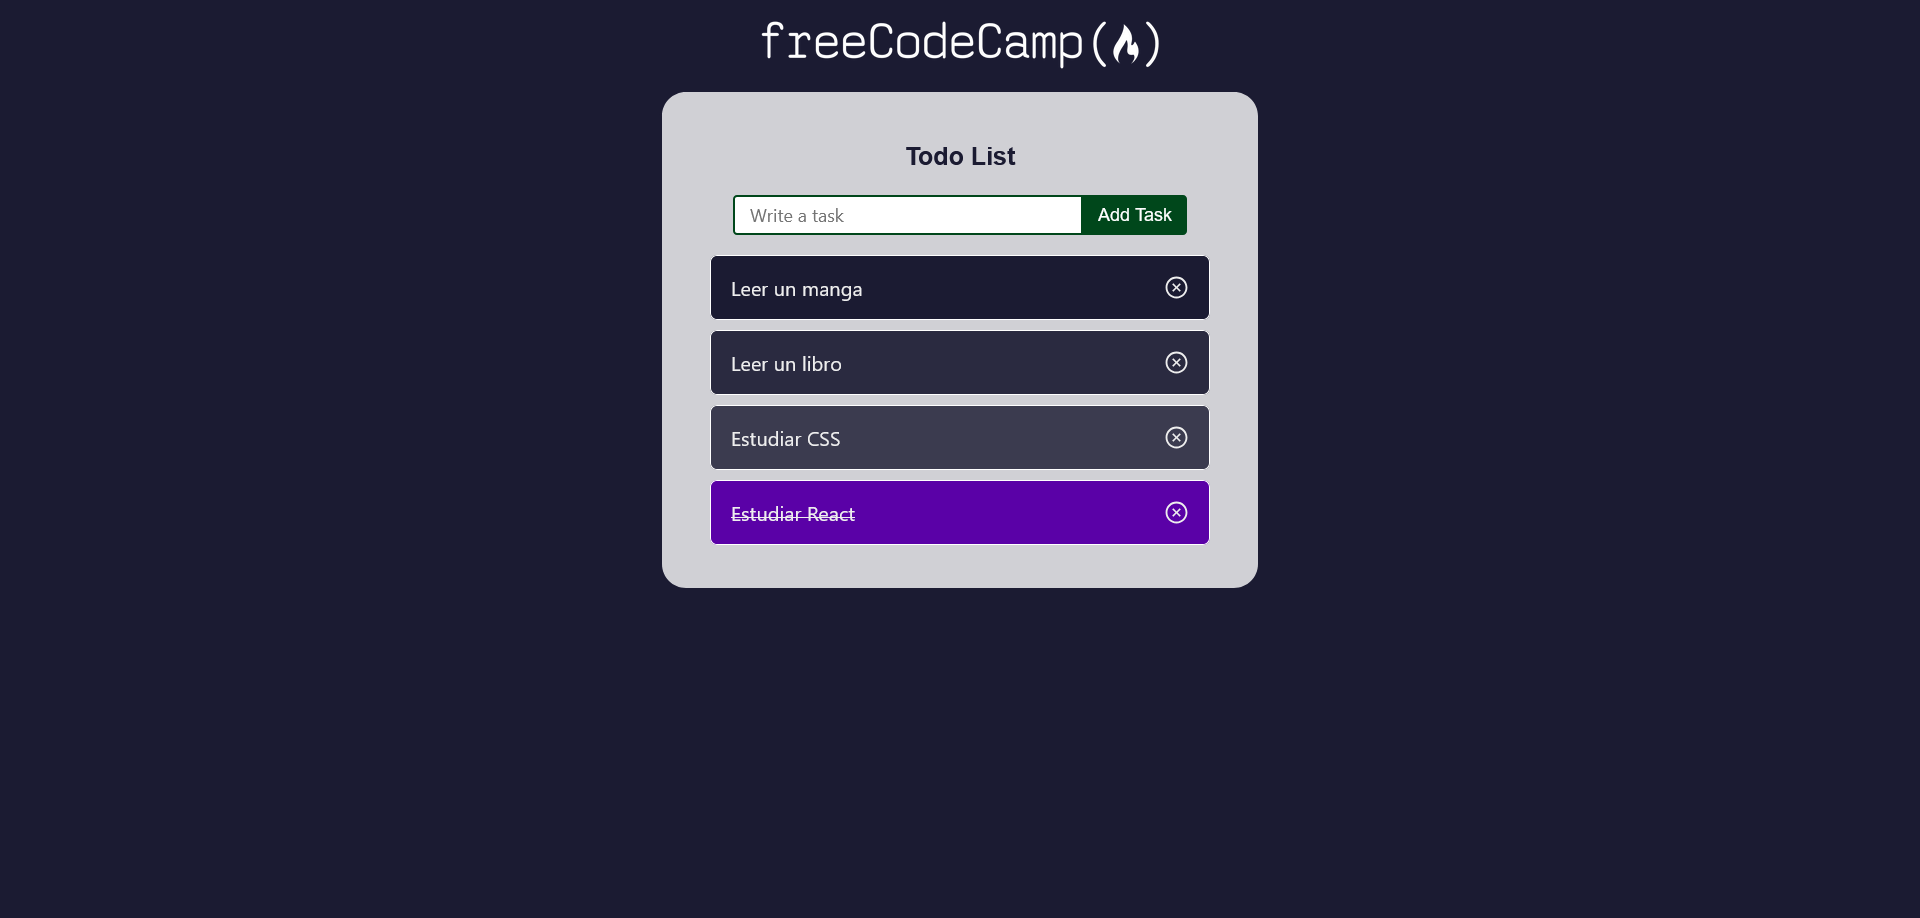 freeCodeCamp(🔥)
Todo List
Write a task
Add Task
Leer un manga
Leer un libro
Estudiar CSS
Estudiar React